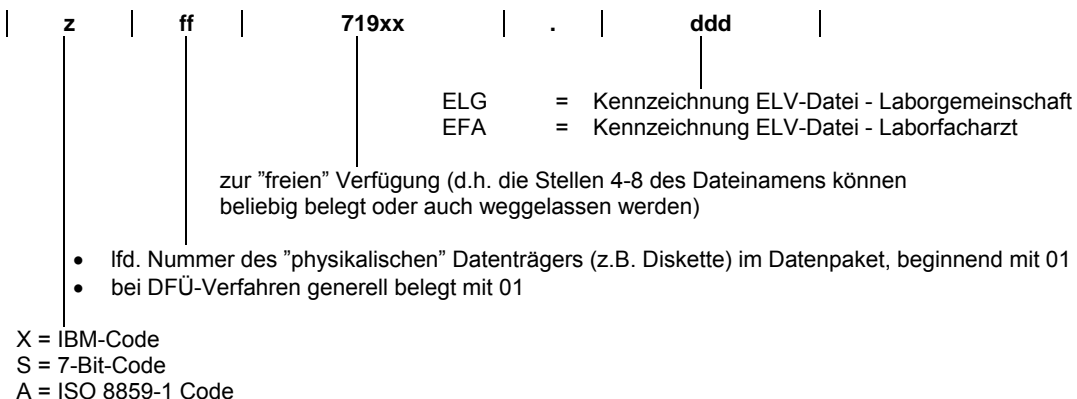 z ff 719xx . ddd
ELG = Kennzeichnung ELV-Datei - Laborgemeinschaft
EFA = Kennzeichnung ELV-Datei - Laborfacharzt
zur ”freien” Verfügung (d.h. die Stellen 4-8 des Dateinamens können
beliebig belegt oder auch weggelassen werden)
• lfd. Nummer des ”physikalischen” Datenträgers (z.B. Diskette) im Datenpaket, beginnend mit 01
• bei DFÜ-Verfahren generell belegt mit 01
X = IBM-Code
S = 7-Bit-Code
A = ISO 8859-1 Code